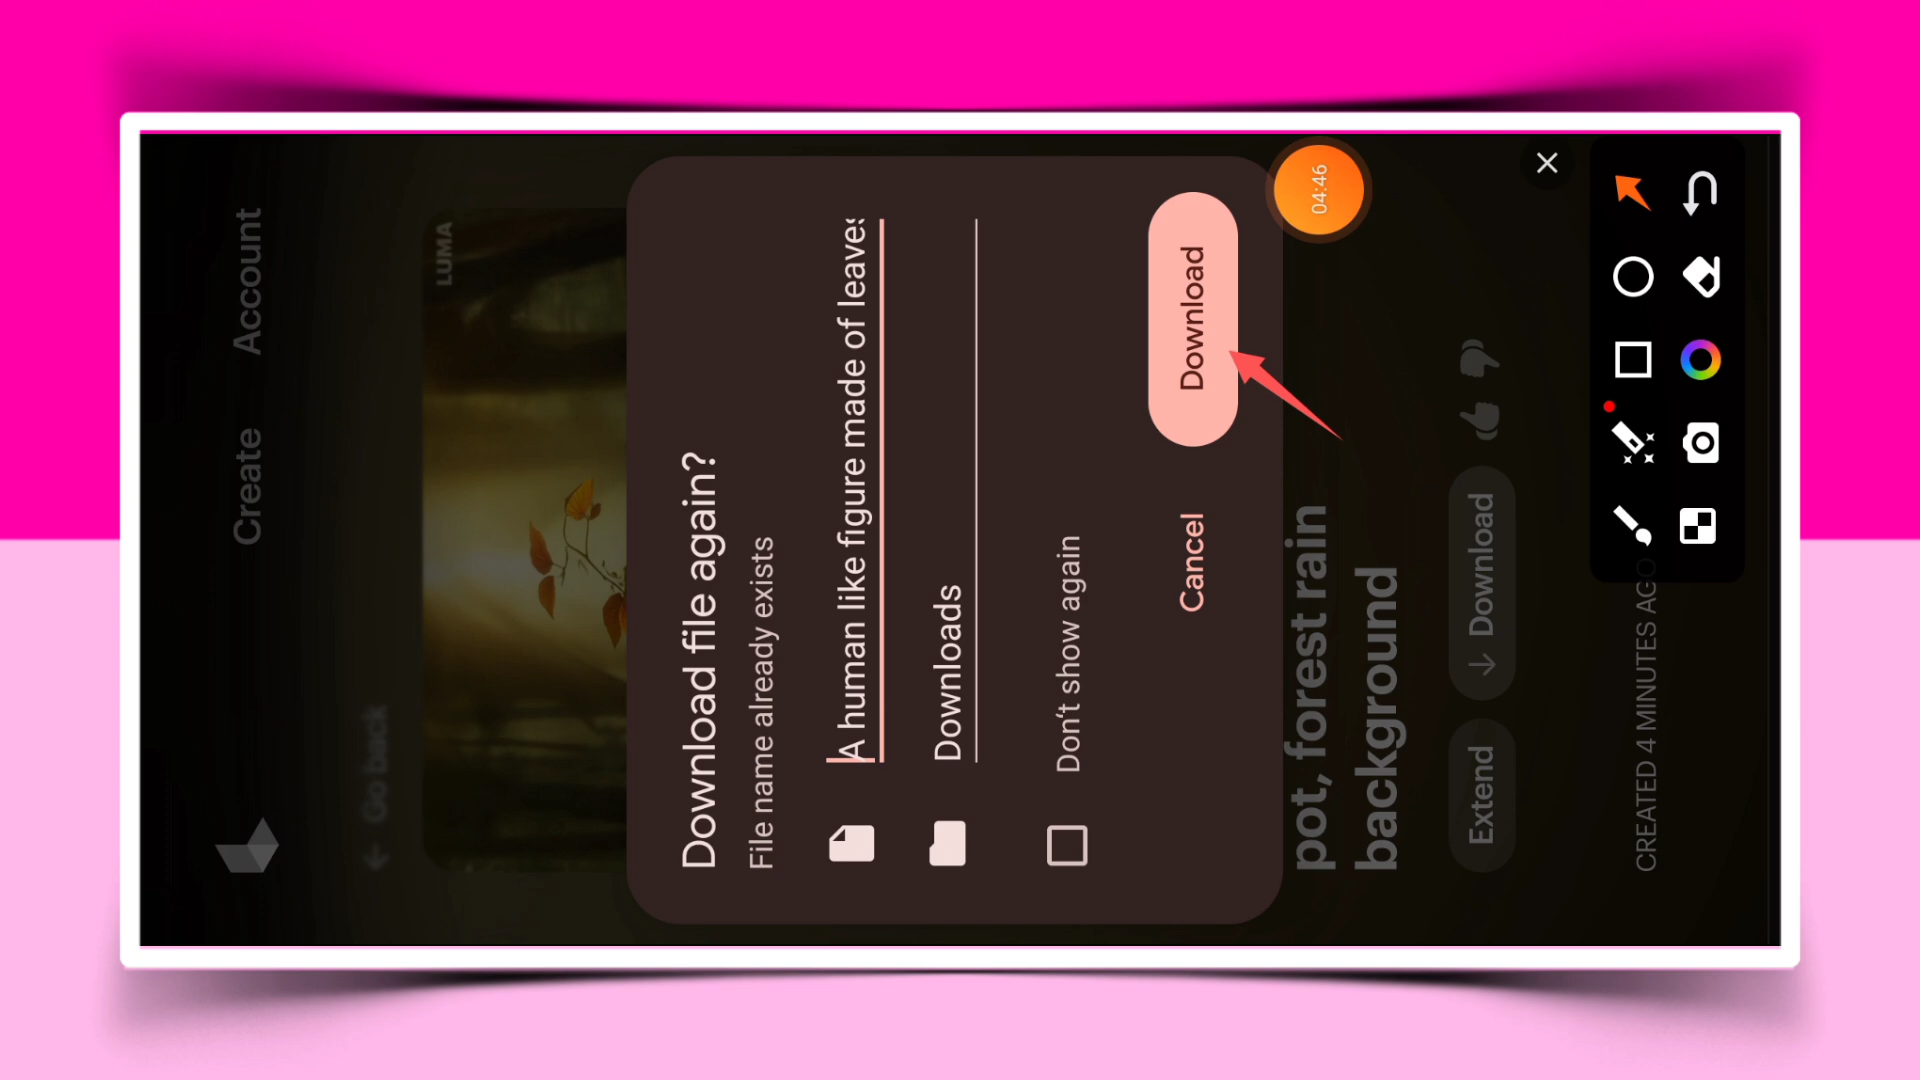 Create Account
← Go back
LUMA
Download file again?
File name already exists
A human like figure made of leaves
Downloads
Don't show again
Cancel Download
04:46
pot, forest rain
background
Extend ↓ Download
CREATED 4 MINUTES AGO